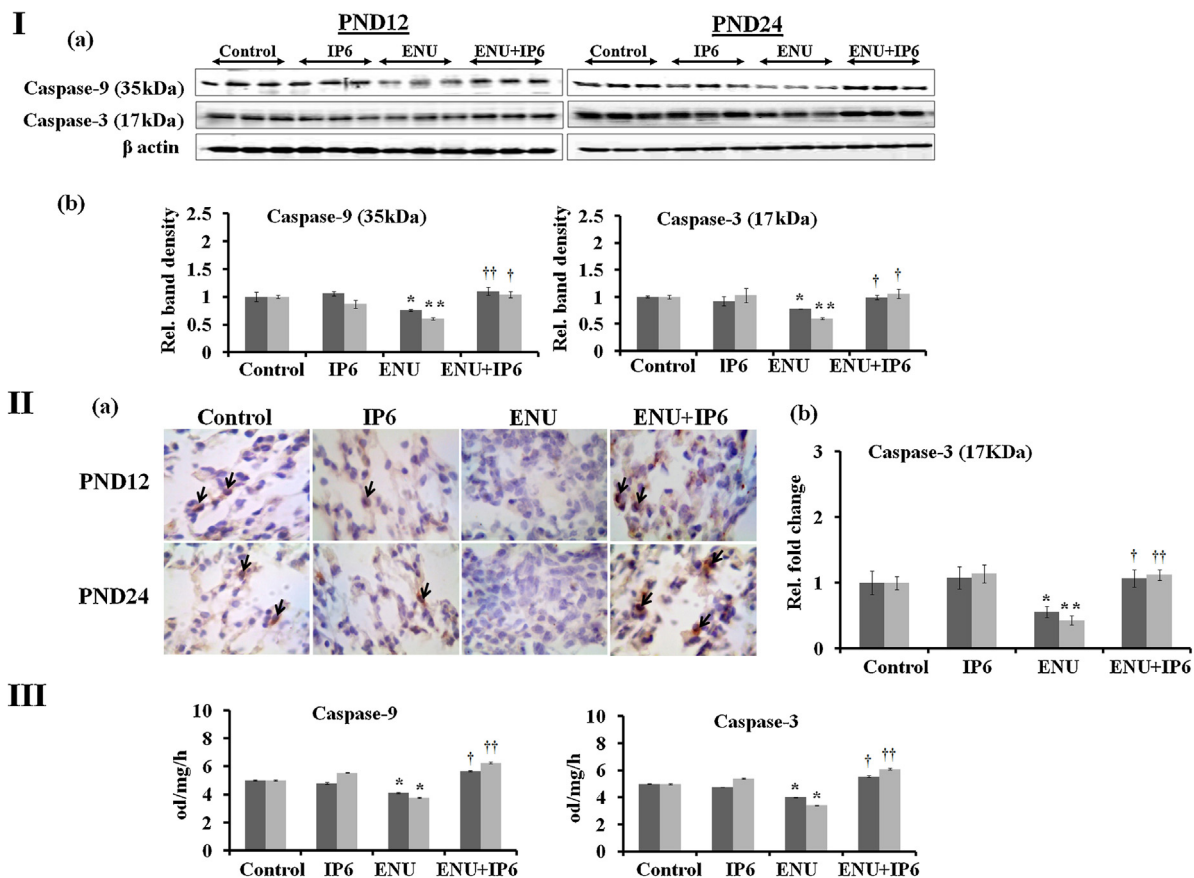 I
(a)
PND12 PND24
Control IP6 ENU ENU+IP6 Control IP6 ENU ENU+IP6
Caspase-9 (35kDa)
Caspase-3 (17kDa)
β actin
(b)
Caspase-9 (35kDa)
Rel. band density
2.5
2
1.5
1
0.5
0
* ** †† †
Control IP6 ENU ENU+IP6
Caspase-3 (17kDa)
Rel. band density
2.5
2
1.5
1
0.5
0
* ** † †
Control IP6 ENU ENU+IP6
II
(a)
Control IP6 ENU ENU+IP6
PND12
PND24
(b)
Caspase-3 (17KDa)
Rel. fold change
3
2
1
0
* ** † ††
Control IP6 ENU ENU+IP6
III
Caspase-9
od/mg/h
10
8
6
4
2
0
* * † ††
Control IP6 ENU ENU+IP6
Caspase-3
od/mg/h
10
8
6
4
2
0
* * † ††
Control IP6 ENU ENU+IP6